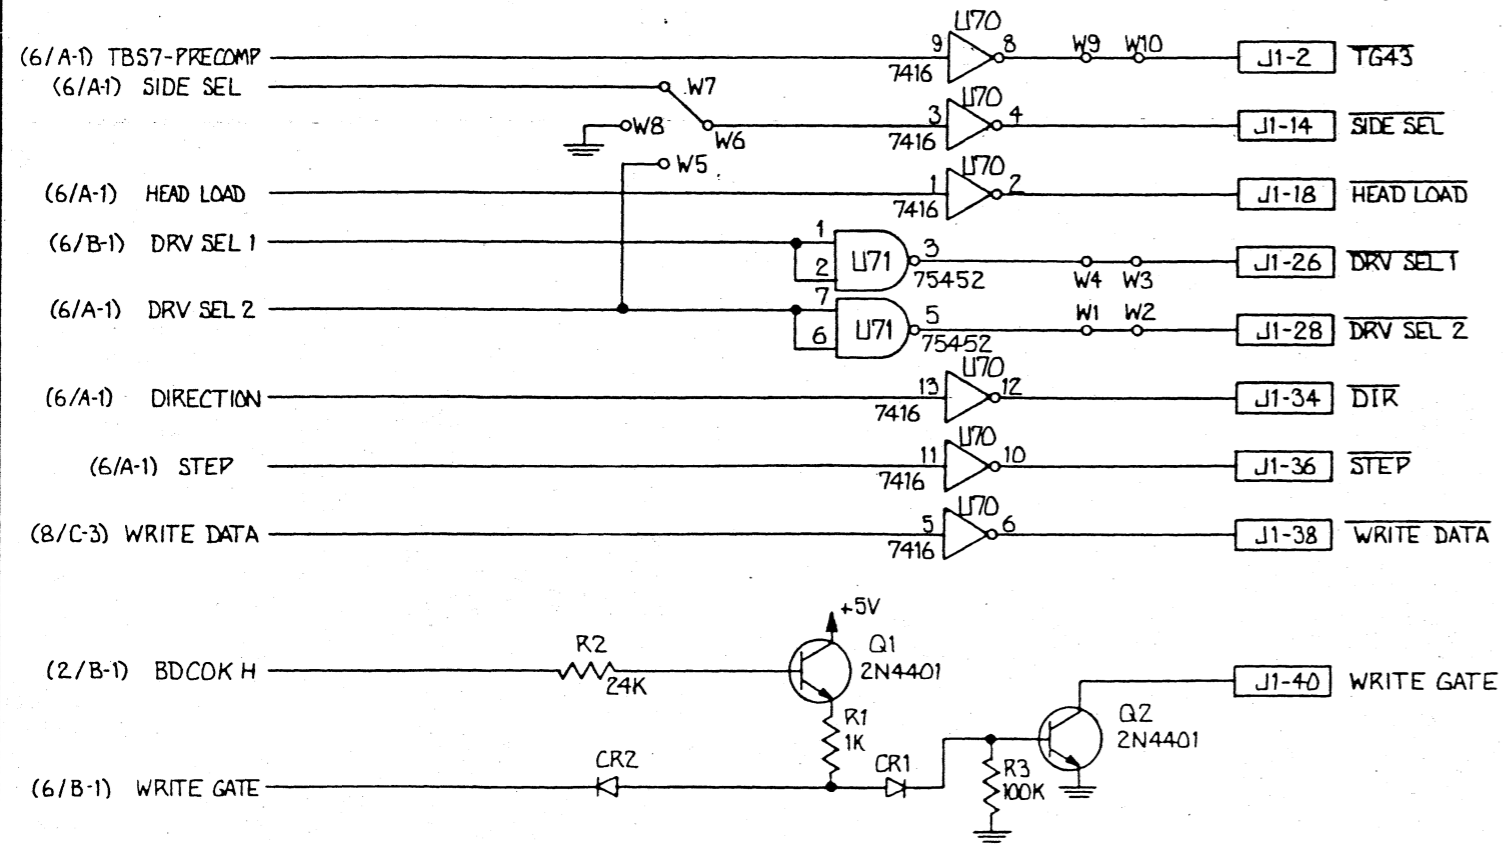 U70
(6/A-1) TBS7-PRECOMP 9 8 W9 W10 J1-2 TG43
7416
(6/A-1) SIDE SEL W7 U70
W8 W6 3 4 J1-14 SIDE SEL
7416
W5 U70
(6/A-1) HEAD LOAD 1 2 J1-18 HEAD LOAD
7416
(6/B-1) DRV SEL 1 1 3
2 U71 75452 W4 W3 J1-26 DRV SEL 1
(6/A-1) DRV SEL 2 7 5 W1 W2
6 U71 75452 J1-28 DRV SEL 2
U70
(6/A-1) DIRECTION 13 12 J1-34 DIR
7416
U70
(6/A-1) STEP 11 10 J1-36 STEP
7416
U70
(8/C-3) WRITE DATA 5 6 J1-38 WRITE DATA
7416
+5V
R2 Q1
(2/B-1) BDCOK H 24K 2N4401 J1-40 WRITE GATE
R1 Q2
1K 2N4401
CR2 CR1 R3
(6/B-1) WRITE GATE 100K